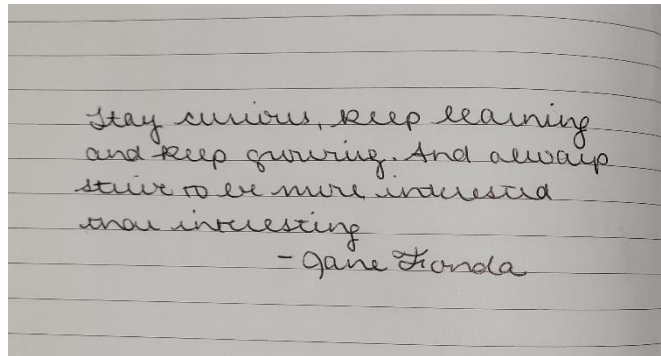 Stay curious, keep learning
and keep growing. And always
strive to be more interested
than interesting
- Jane Fonda